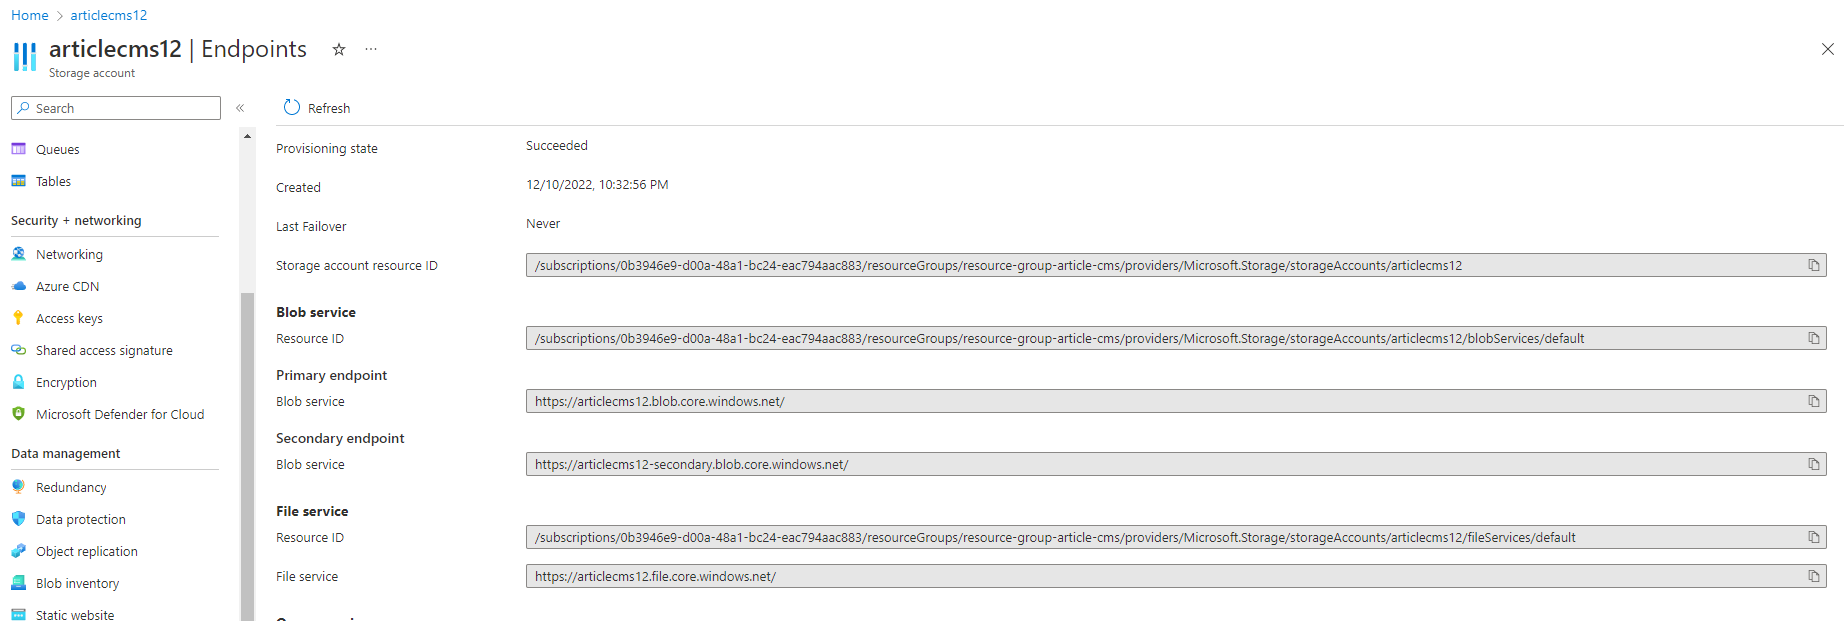 Home > articlecms12
articlecms12 | Endpoints ☆ ···
Storage account
Search «
Queues
Tables
Security + networking
Networking
Azure CDN
Access keys
Shared access signature
Encryption
Microsoft Defender for Cloud
Data management
Redundancy
Data protection
Object replication
Blob inventory
Static website
Refresh
Provisioning state Succeeded
Created 12/10/2022, 10:32:56 PM
Last Failover Never
Storage account resource ID /subscriptions/0b3946e9-d00a-48a1-bc24-eac794aac883/resourceGroups/resource-group-article-cms/providers/Microsoft.Storage/storageAccounts/articlecms12
Blob service
Resource ID /subscriptions/0b3946e9-d00a-48a1-bc24-eac794aac883/resourceGroups/resource-group-article-cms/providers/Microsoft.Storage/storageAccounts/articlecms12/blobServices/default
Primary endpoint
Blob service https://articlecms12.blob.core.windows.net/
Secondary endpoint
Blob service https://articlecms12-secondary.blob.core.windows.net/
File service
Resource ID /subscriptions/0b3946e9-d00a-48a1-bc24-eac794aac883/resourceGroups/resource-group-article-cms/providers/Microsoft.Storage/storageAccounts/articlecms12/fileServices/default
File service https://articlecms12.file.core.windows.net/